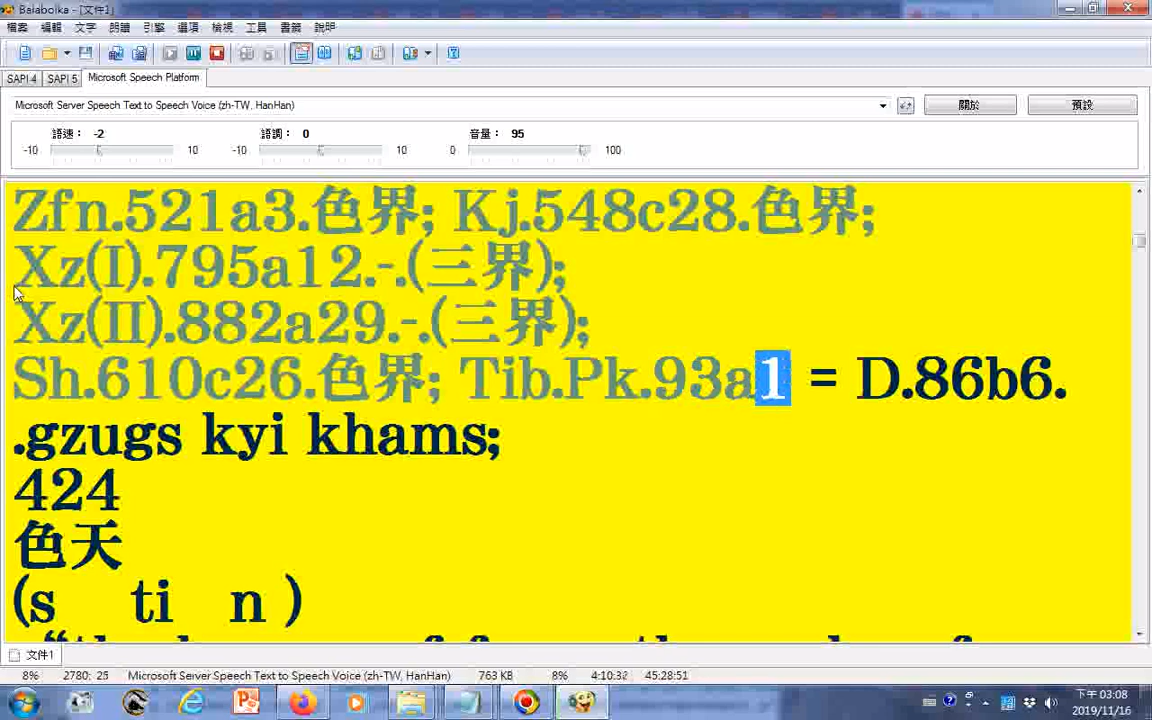 Balabolka - [文件1]
檔案 編輯 文字 朗讀 引擎 選項 檢視 工具 書籤 說明
SAPI 4 SAPI 5 Microsoft Speech Platform
Microsoft Server Speech Text to Speech Voice (zh-TW, HanHan) 關於 預設
語速： -2 語調： 0 音量： 95
-10 10 -10 10 0 100
Zfn.521a3.色界; Kj.548c28.色界;
Xz(I).795a12.-.(三界);
Xz(II).882a29.-.(三界);
Sh.610c26.色界; Tib.Pk.93a1 = D.86b6.
.gzugs kyi khams;
424
色天
(s ti n )
文件1
8% 2780: 25 Microsoft Server Speech Text to Speech Voice (zh-TW, HanHan) 763 KB 8% 4:10:32 45:28:51
下午 03:08
2019/11/16